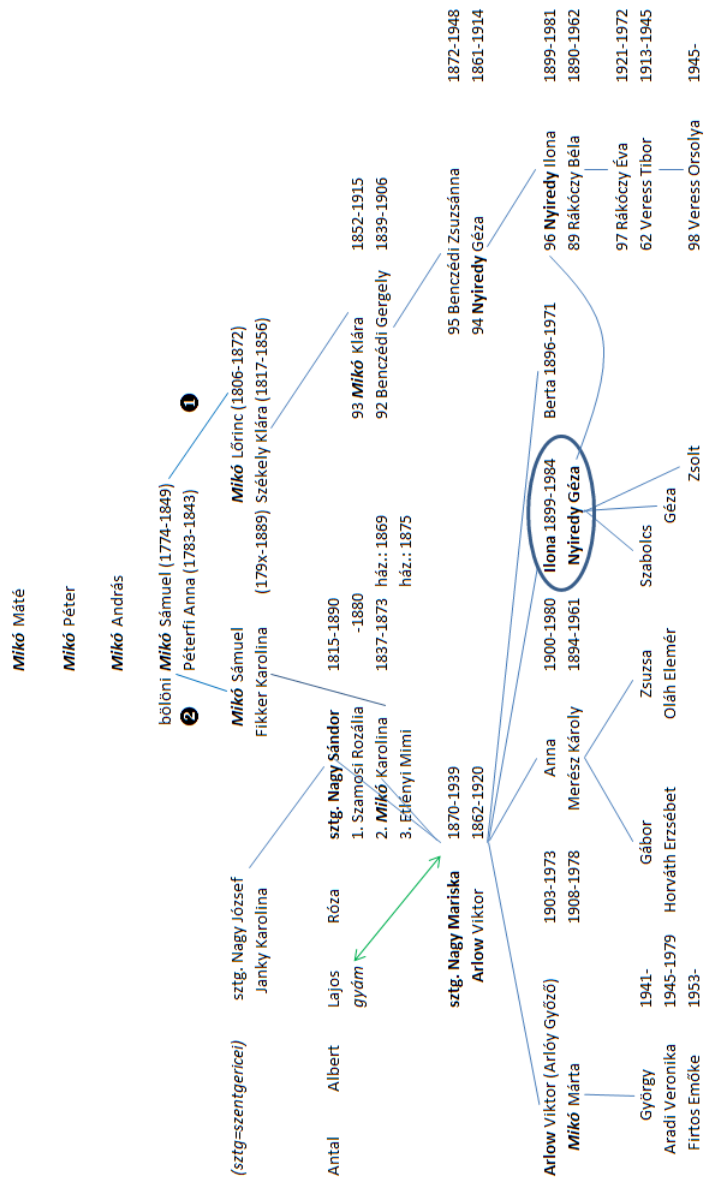 Mikó Máté
Mikó Péter
Mikó András
bölöni Mikó Sámuel (1774-1849)
Péterfi Anna (1783-1843)
❷
❶
(sztg=szentgericei)
sztg. Nagy József
Janky Karolina
Mikó Sámuel
Fikker Karolina
(179x-1889)
Mikó Lőrinc (1806-1872)
Székely Klára (1817-1856)
Antal
Albert
Lajos
gyám
Róza
sztg. Nagy Sándor
1815-1890
1. Szamosi Rozália
-1880
2. Mikó Karolina
1837-1873
ház.: 1869
3. Etlényi Mimi
ház.: 1875
93 Mikó Klára
1852-1915
92 Benczédi Gergely
1839-1906
sztg. Nagy Mariska
1870-1939
Arlow Viktor
1862-1920
95 Benczédi Zsuzsánna
1872-1948
94 Nyiredy Géza
1861-1914
Arlow Viktor (Arlóy Győző)
1903-1973
Mikó Márta
1908-1978
Anna
1900-1980
Merész Károly
1894-1961
Ilona 1899-1984
Nyiredy Géza
Berta 1896-1971
96 Nyiredy Ilona
1899-1981
89 Rákóczy Béla
1890-1962
György
1941-
Aradi Veronika
1945-1979
Firtos Emőke
1953-
Gábor
Horváth Erzsébet
Zsuzsa
Oláh Elemér
Szabolcs
Géza
Zsolt
97 Rákóczy Éva
1921-1972
62 Veress Tibor
1913-1945
98 Veress Orsolya
1945-